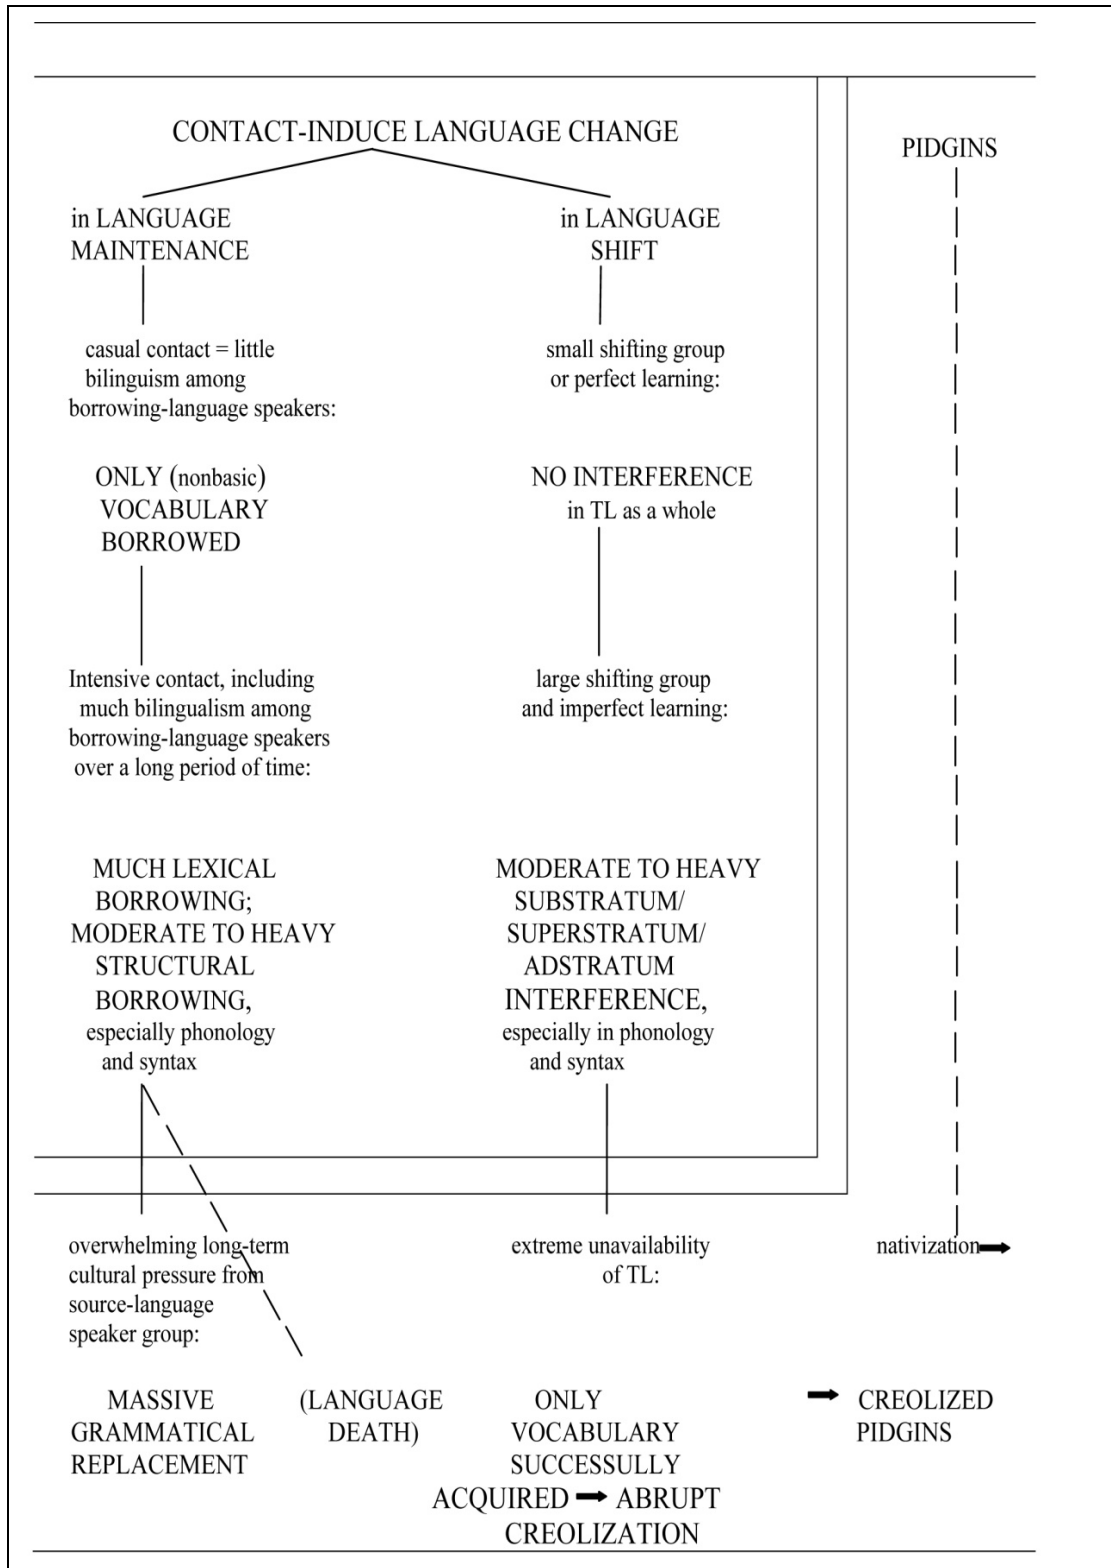 CONTACT-INDUCE LANGUAGE CHANGE
PIDGINS
in LANGUAGE
MAINTENANCE
in LANGUAGE
SHIFT
casual contact = little
bilinguism among
borrowing-language speakers:
small shifting group
or perfect learning:
ONLY (nonbasic)
VOCABULARY
BORROWED
NO INTERFERENCE
in TL as a whole
Intensive contact, including
much bilingualism among
borrowing-language speakers
over a long period of time:
large shifting group
and imperfect learning:
MUCH LEXICAL
BORROWING;
MODERATE TO HEAVY
STRUCTURAL
BORROWING,
especially phonology
and syntax
MODERATE TO HEAVY
SUBSTRATUM/
SUPERSTRATUM/
ADSTRATUM
INTERFERENCE,
especially in phonology
and syntax
overwhelming long-term
cultural pressure from
source-language
speaker group:
extreme unavailability
of TL:
nativization
MASSIVE
GRAMMATICAL
REPLACEMENT
(LANGUAGE
DEATH)
ONLY
VOCABULARY
SUCCESSULLY
ACQUIRED → ABRUPT
CREOLIZATION
→ CREOLIZED
PIDGINS